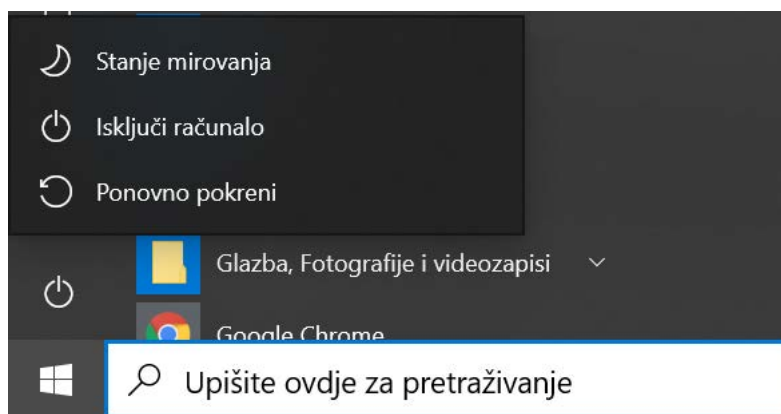 Stanje mirovanja
Isključi računalo
Ponovno pokreni
Glazba, Fotografije i videozapisi
Google Chrome
Upišite ovdje za pretraživanje